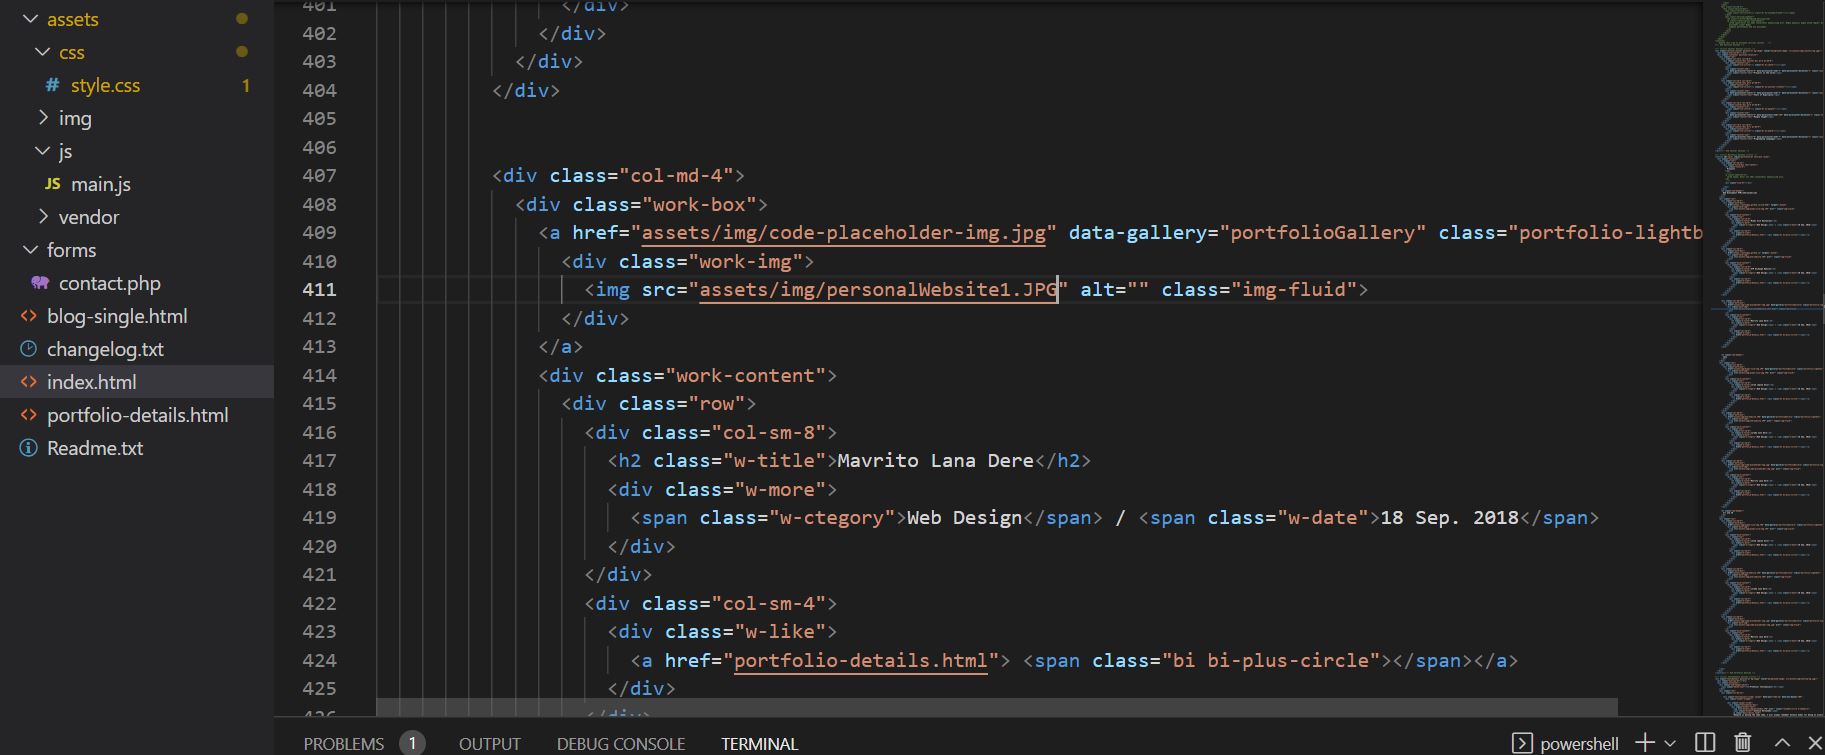 assets
css
# style.css 1
img
js
JS main.js
vendor
forms
contact.php
blog-single.html
changelog.txt
index.html
portfolio-details.html
Readme.txt
401 </div>
402 </div>
403 </div>
404 </div>
405
406
407 <div class="col-md-4">
408 <div class="work-box">
409 <a href="assets/img/code-placeholder-img.jpg" data-gallery="portfolioGallery" class="portfolio-lightb
410 <div class="work-img">
411 <img src="assets/img/personalWebsite1.JPG" alt="" class="img-fluid">
412 </div>
413 </a>
414 <div class="work-content">
415 <div class="row">
416 <div class="col-sm-8">
417 <h2 class="w-title">Mavrito Lana Dere</h2>
418 <div class="w-more">
419 <span class="w-ctegory">Web Design</span> / <span class="w-date">18 Sep. 2018</span>
420 </div>
421 </div>
422 <div class="col-sm-4">
423 <div class="w-like">
424 <a href="portfolio-details.html"> <span class="bi bi-plus-circle"></span></a>
425 </div>
426 </div>
PROBLEMS 1 OUTPUT DEBUG CONSOLE TERMINAL powershell